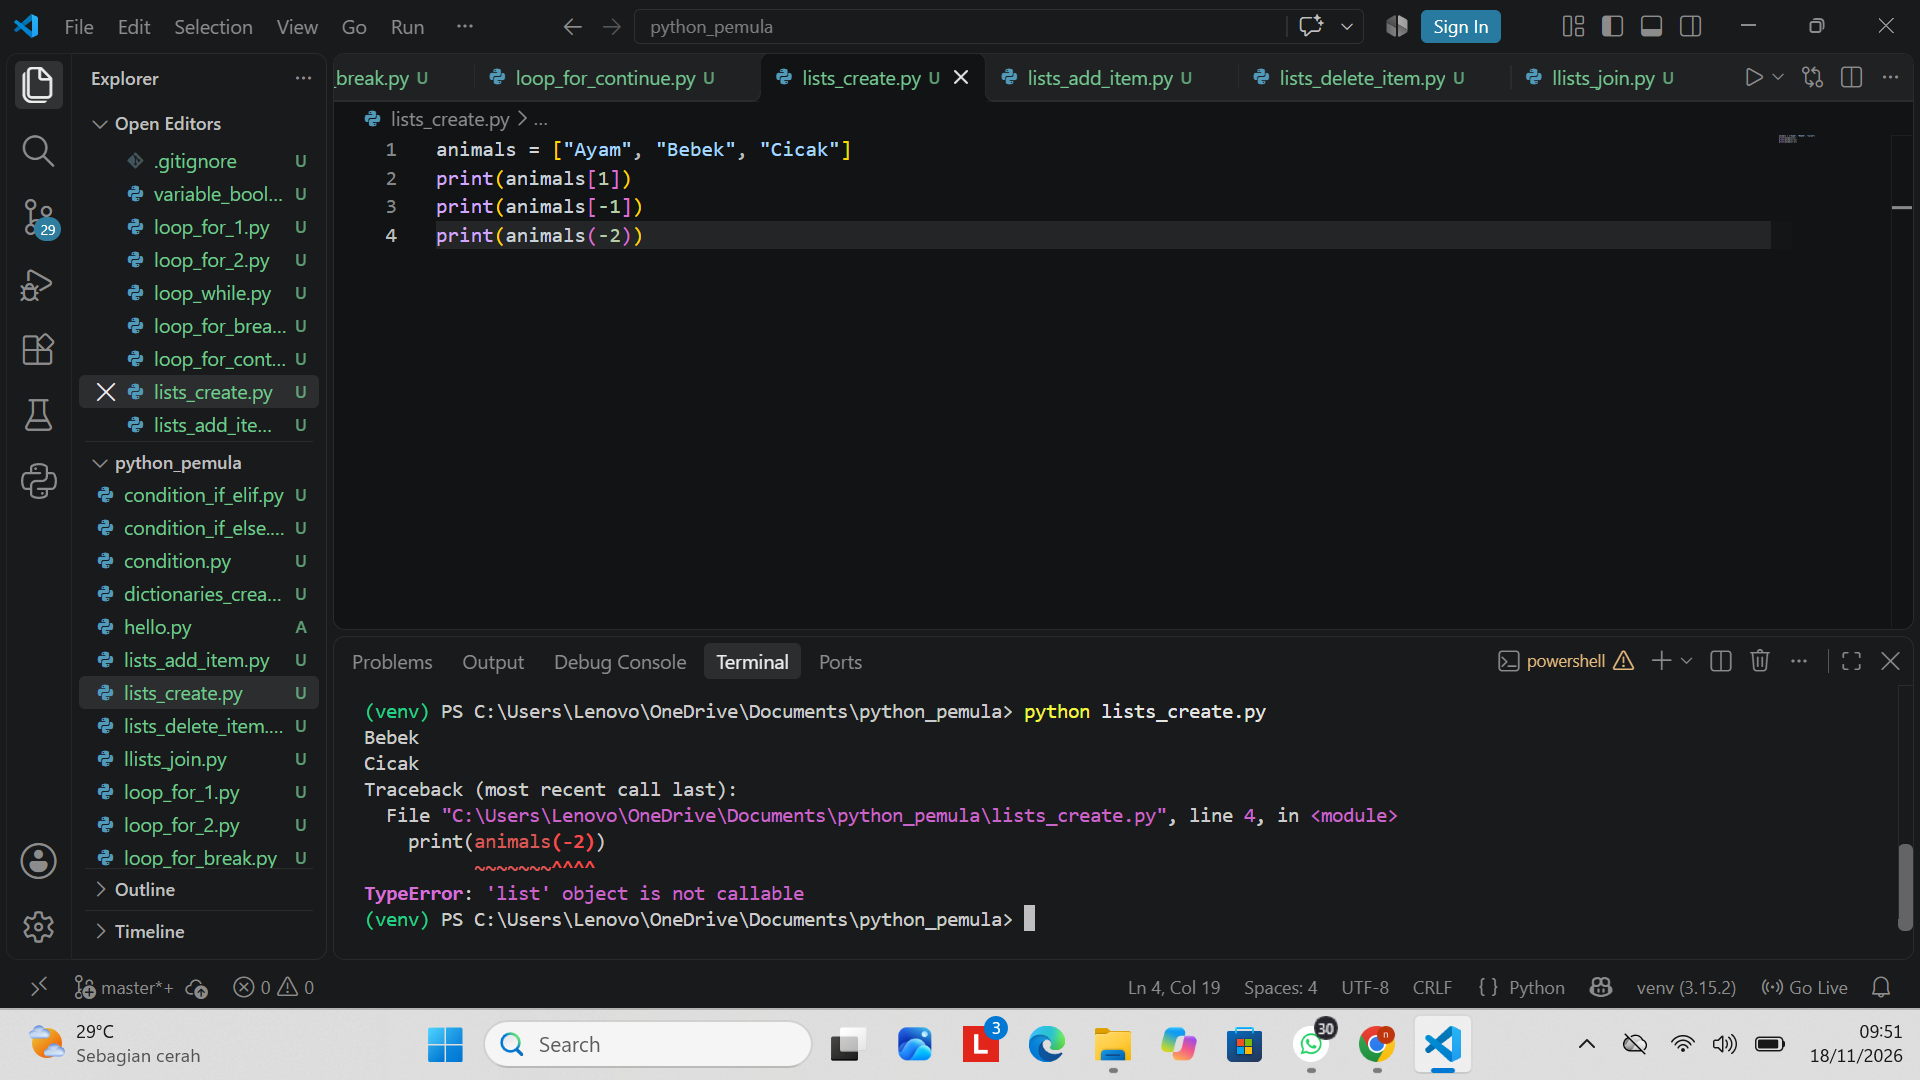 File Edit Selection View Go Run ···
python_pemula
Sign In
Explorer
Open Editors
.gitignore U
variable_bool... U
loop_for_1.py U
loop_for_2.py U
loop_while.py U
loop_for_brea... U
loop_for_cont... U
lists_create.py U
lists_add_ite... U
python_pemula
condition_if_elif.py U
condition_if_else.... U
condition.py U
dictionaries_crea... U
hello.py A
lists_add_item.py U
lists_create.py U
lists_delete_item.... U
llists_join.py U
loop_for_1.py U
loop_for_2.py U
loop_for_break.py U
Outline
Timeline
29
_break.py U loop_for_continue.py U lists_create.py U lists_add_item.py U lists_delete_item.py U llists_join.py U
lists_create.py > ...
1 animals = ["Ayam", "Bebek", "Cicak"]
2 print(animals[1])
3 print(animals[-1])
4 print(animals(-2))
Problems Output Debug Console Terminal Ports
powershell
(venv) PS C:\Users\Lenovo\OneDrive\Documents\python_pemula> python lists_create.py
Bebek
Cicak
Traceback (most recent call last):
  File "C:\Users\Lenovo\OneDrive\Documents\python_pemula\lists_create.py", line 4, in <module>
    print(animals(-2))
          ~~~~~~~^^^^
TypeError: 'list' object is not callable
(venv) PS C:\Users\Lenovo\OneDrive\Documents\python_pemula>
master*+ 0 0 Ln 4, Col 19 Spaces: 4 UTF-8 CRLF { } Python venv (3.15.2) Go Live
29°C
Sebagian cerah
Search
L
3
30
n
09:51
18/11/2026